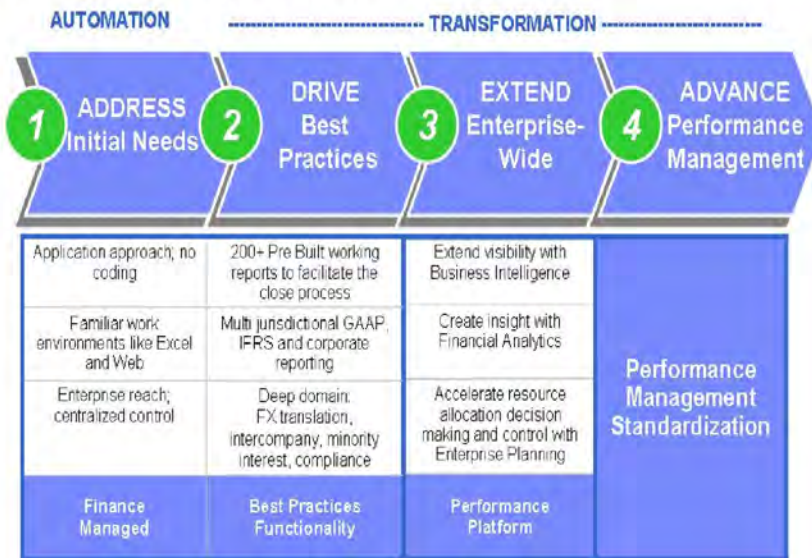 AUTOMATION
TRANSFORMATION
1
ADDRESS
Initial Needs
2
DRIVE
Best
Practices
3
EXTEND
Enterprise-
Wide
4
ADVANCE
Performance
Management
Application approach; no
coding
200+ Pre Built working
reports to facilitate the
close process
Extend visibility with
Business Intelligence
Familiar work
environments like Excel
and Web
Multi jurisdictional GAAP,
IFRS and corporate
reporting
Create insight with
Financial Analytics
Enterprise reach;
centralized control
Deep domain:
FX translation,
intercompany, minority
interest, compliance
Accelerate resource
allocation decision
making and control with
Enterprise Planning
Performance
Management
Standardization
Finance
Managed
Best Practices
Functionality
Performance
Platform